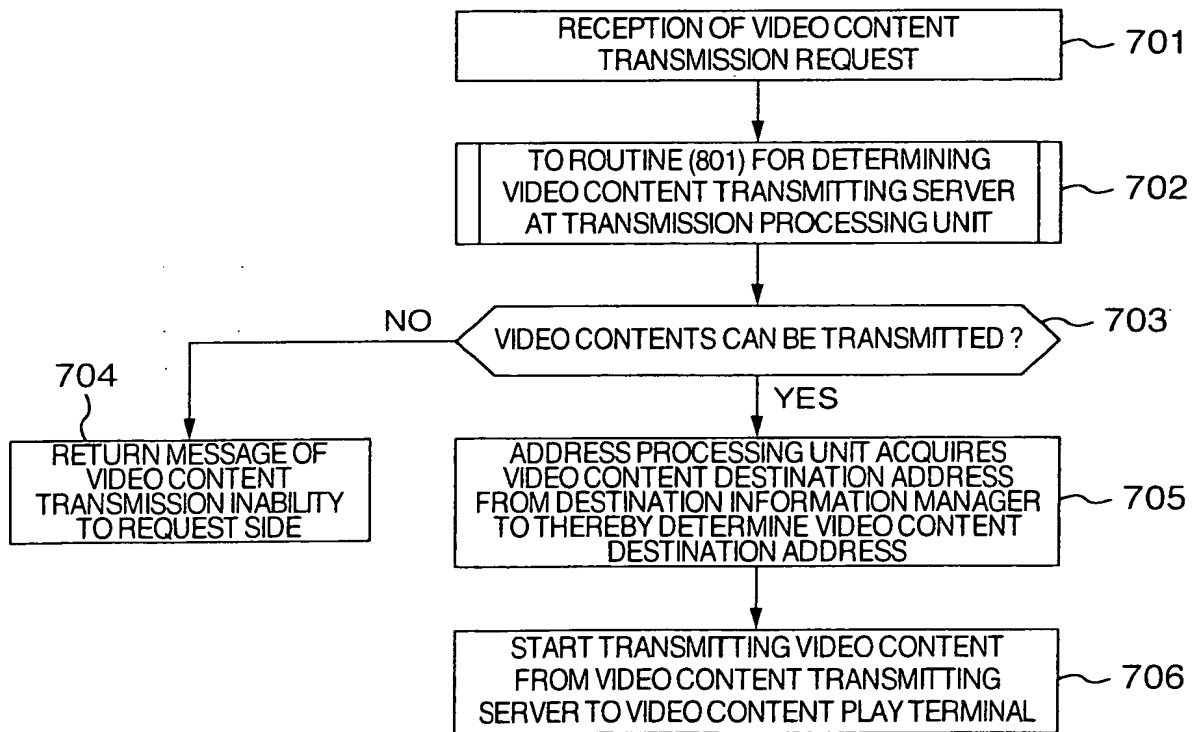 RECEPTION OF VIDEO CONTENT
TRANSMISSION REQUEST
701
TO ROUTINE (801) FOR DETERMINING
VIDEO CONTENT TRANSMITTING SERVER
AT TRANSMISSION PROCESSING UNIT
702
VIDEO CONTENTS CAN BE TRANSMITTED ?
703
NO
YES
704
RETURN MESSAGE OF
VIDEO CONTENT
TRANSMISSION INABILITY
TO REQUEST SIDE
ADDRESS PROCESSING UNIT ACQUIRES
VIDEO CONTENT DESTINATION ADDRESS
FROM DESTINATION INFORMATION MANAGER
TO THEREBY DETERMINE VIDEO CONTENT
DESTINATION ADDRESS
705
START TRANSMITTING VIDEO CONTENT
FROM VIDEO CONTENT TRANSMITTING
SERVER TO VIDEO CONTENT PLAY TERMINAL
706